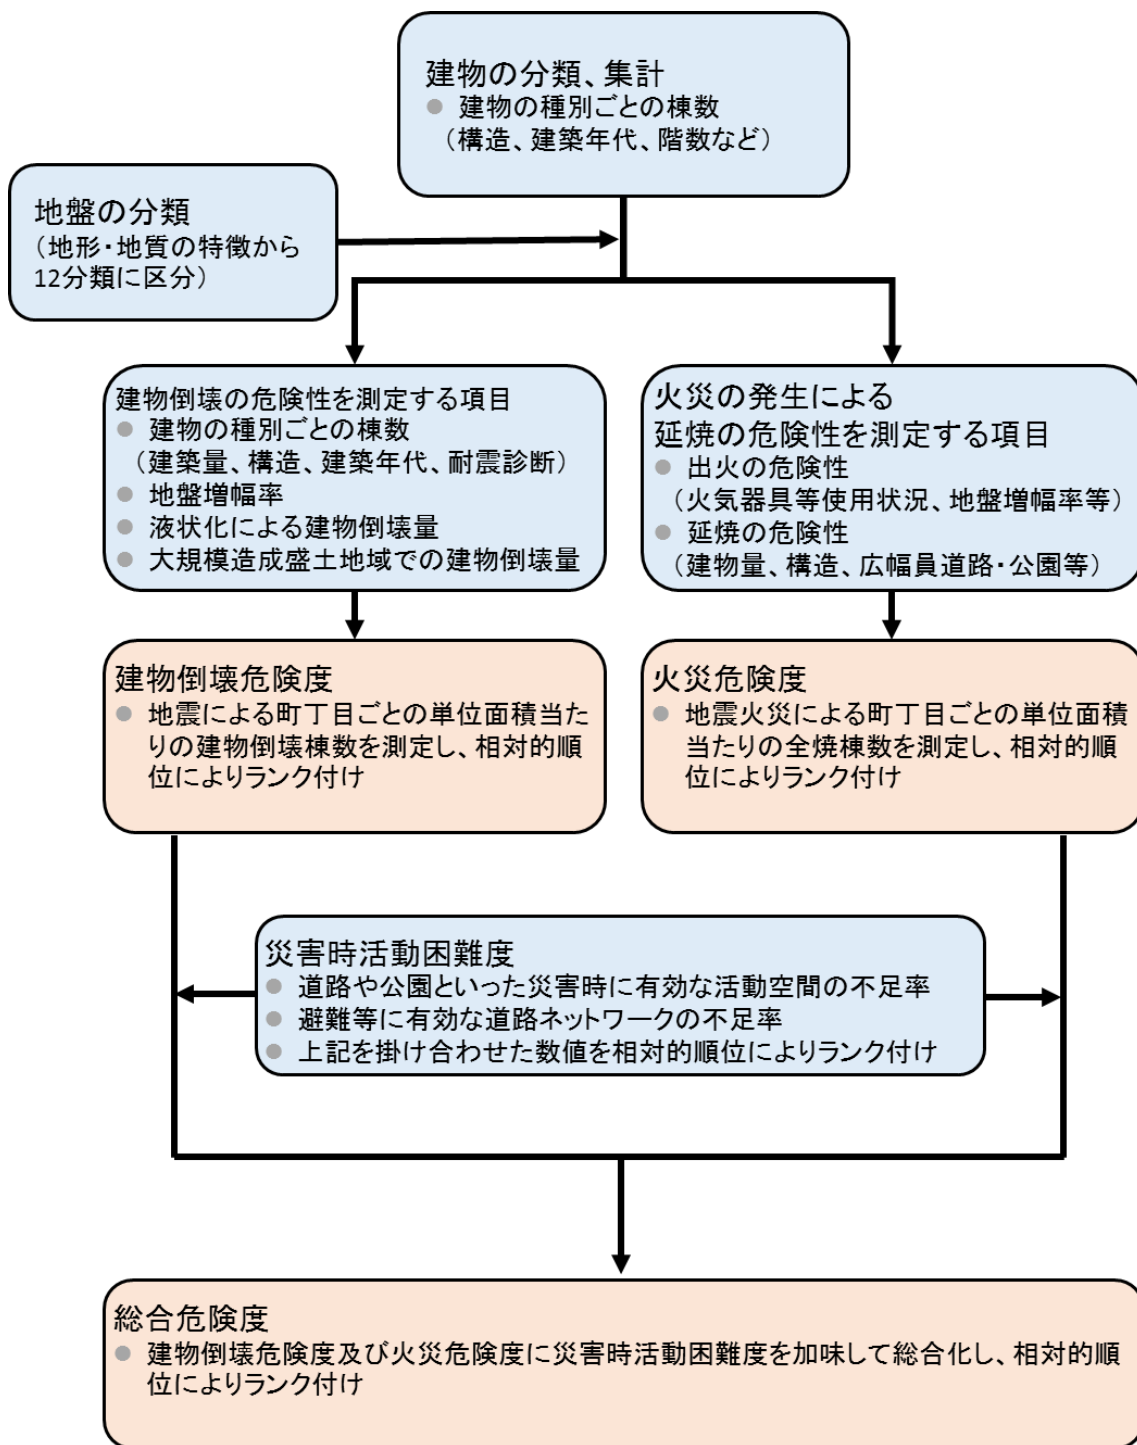 建物の分類、集計
● 建物の種別ごとの棟数
（構造、建築年代、階数など）
地盤の分類
（地形・地質の特徴から
12分類に区分）
建物倒壊の危険性を測定する項目
● 建物の種別ごとの棟数
（建築量、構造、建築年代、耐震診断）
● 地盤増幅率
● 液状化による建物倒壊量
● 大規模造成盛土地域での建物倒壊量
火災の発生による
延焼の危険性を測定する項目
● 出火の危険性
（火気器具等使用状況、地盤増幅率等）
● 延焼の危険性
（建物量、構造、広幅員道路・公園等）
建物倒壊危険度
● 地震による町丁目ごとの単位面積当た
りの建物倒壊棟数を測定し、相対的順
位によりランク付け
火災危険度
● 地震火災による町丁目ごとの単位面積
当たりの全焼棟数を測定し、相対的順
位によりランク付け
災害時活動困難度
● 道路や公園といった災害時に有効な活動空間の不足率
● 避難等に有効な道路ネットワークの不足率
● 上記を掛け合わせた数値を相対的順位によりランク付け
総合危険度
● 建物倒壊危険度及び火災危険度に災害時活動困難度を加味して総合化し、相対的順
位によりランク付け